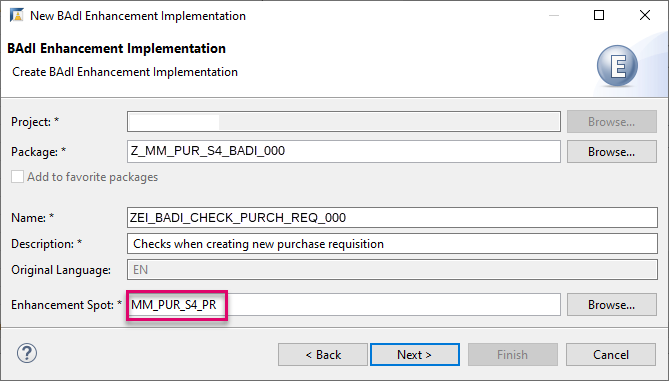 New BAdI Enhancement Implementation
BAdI Enhancement Implementation
Create BAdI Enhancement Implementation
E
Project: *
Browse...
Package: * Z_MM_PUR_S4_BADI_000 Browse...
Add to favorite packages
Name: * ZEI_BADI_CHECK_PURCH_REQ_000
Description: * Checks when creating new purchase requisition
Original Language: EN
Enhancement Spot: * MM_PUR_S4_PR Browse...
? < Back Next > Finish Cancel